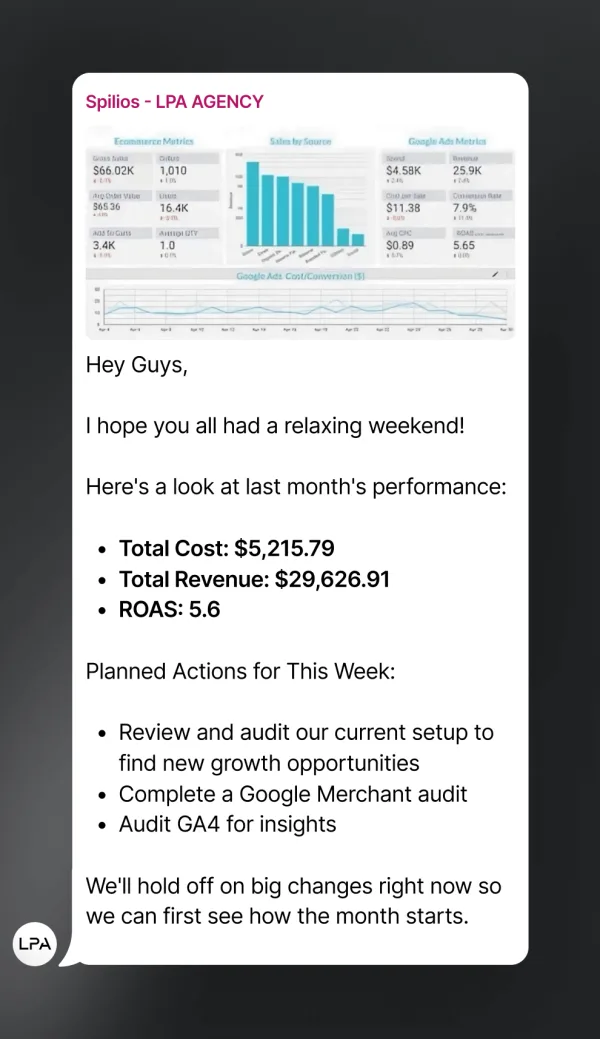 Spilios - LPA AGENCY
Ecommerce Metrics
Sales by Source
Google Ads Metrics
Gross Sales
Orders
Spend
Revenue
$66.02K
1,010
$4.58K
25.9K
Avg Order Value
Users
Cost per Sale
Conversion Rate
$65.36
16.4K
$11.38
7.9%
Add To Carts
Average QTY
Avg CPC
ROAS
3.4K
1.0
$0.89
5.65
Google Ads Cost/Conversion ($)
Hey Guys,
I hope you all had a relaxing weekend!
Here's a look at last month's performance:
• Total Cost: $5,215.79
• Total Revenue: $29,626.91
• ROAS: 5.6
Planned Actions for This Week:
• Review and audit our current setup to
find new growth opportunities
• Complete a Google Merchant audit
• Audit GA4 for insights
We'll hold off on big changes right now so
we can first see how the month starts.
LPA